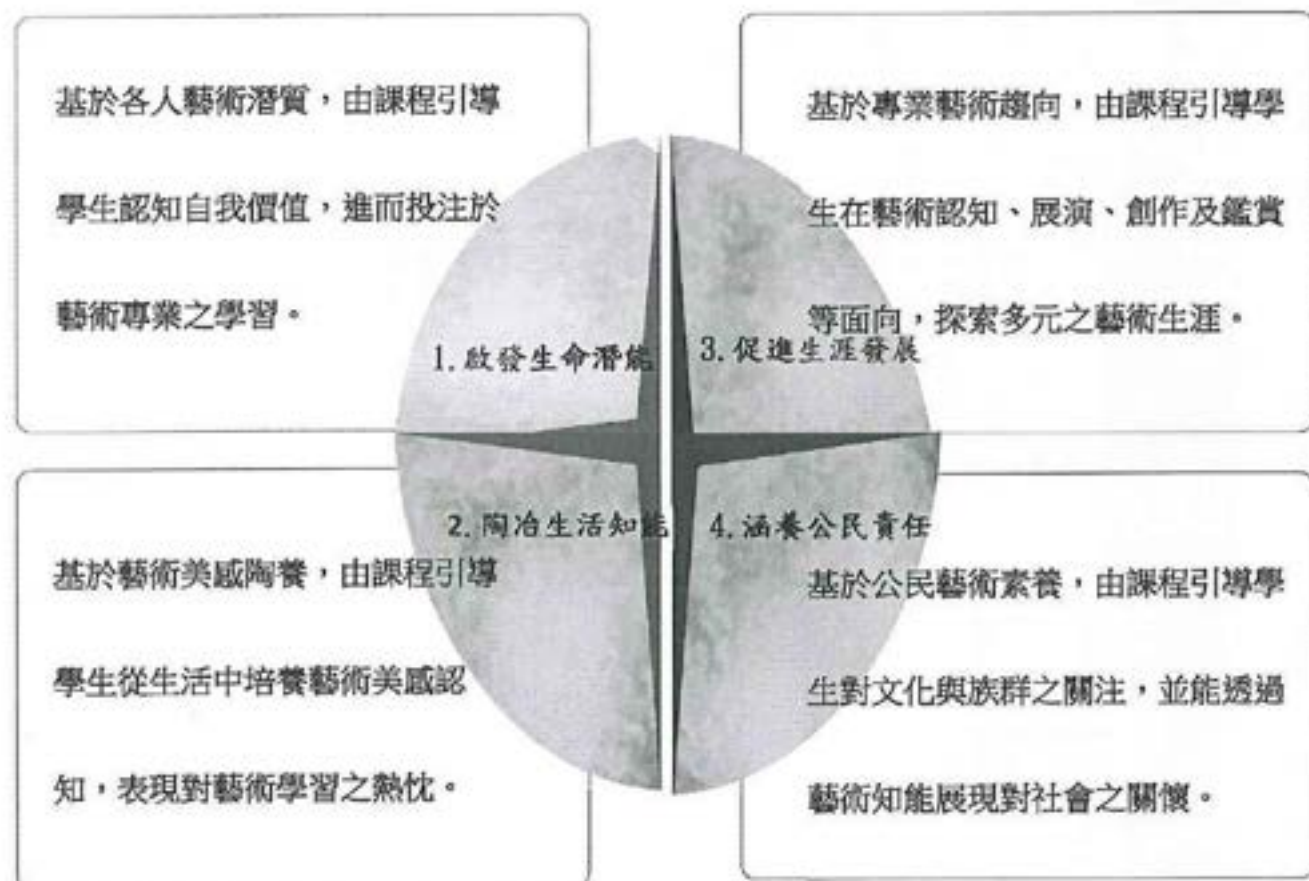 基於各人藝術潛質，由課程引導
學生認知自我價值，進而投注於
藝術專業之學習。
1.啟發生命潛能
基於專業藝術趨向，由課程引導學
生在藝術認知、展演、創作及鑑賞
等面向，探索多元之藝術生涯。
3.促進生涯發展
2.陶冶生活知能
基於藝術美感陶養，由課程引導
學生從生活中培養藝術美感認
知，表現對藝術學習之熱忱。
4.涵養公民責任
基於公民藝術素養，由課程引導學
生對文化與族群之關注，並能透過
藝術知能展現對社會之關懷。